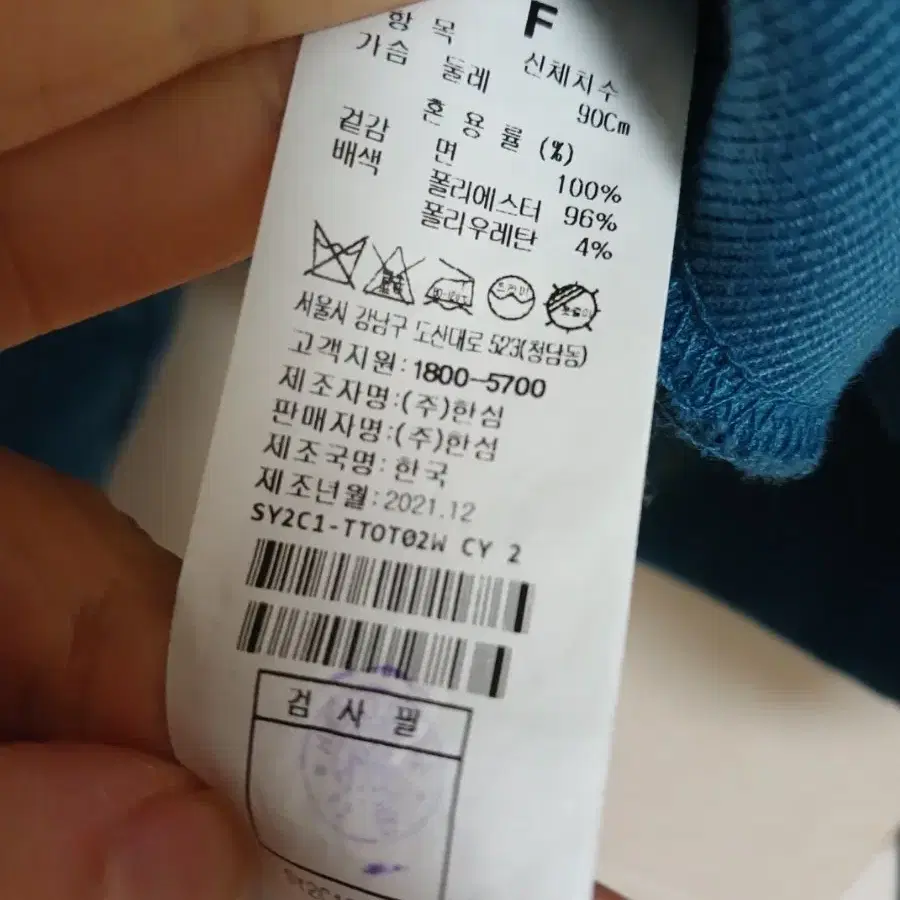 F
항 목 신체치수
가슴 둘레 90Cm
혼 용 률 (%)
겉감 면 100%
배색 폴리에스터 96%
폴리우레탄 4%
드라이
서울시 강남구 도산대로 523(청담동)
고객지원:1800-5700
제조자명:(주)한섬
판매자명:(주)한섬
제조국명:한국
제조년월:2021.12
SY2C1-TTOT02W CY 2
검 사 필